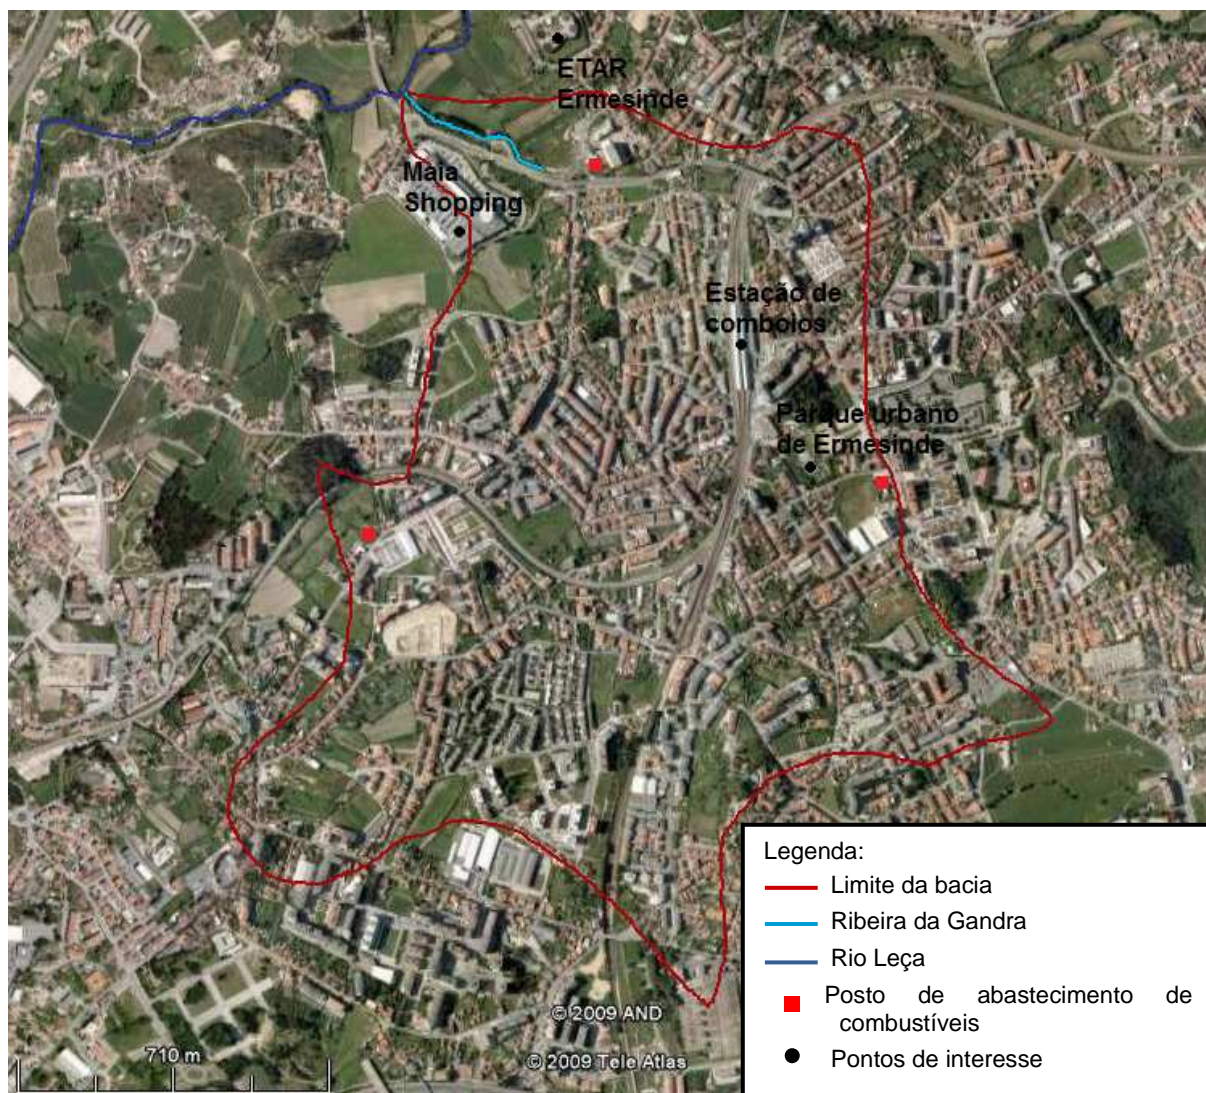 ETAR
Ermesinde
Maia
Shopping
Estação de
comboios
Parque urbano
de Ermesinde
Legenda:
Limite da bacia
Ribeira da Gandra
Rio Leça
Posto de abastecimento de
combustíveis
Pontos de interesse
© 2009 AND
© 2009 Tele Atlas
710 m